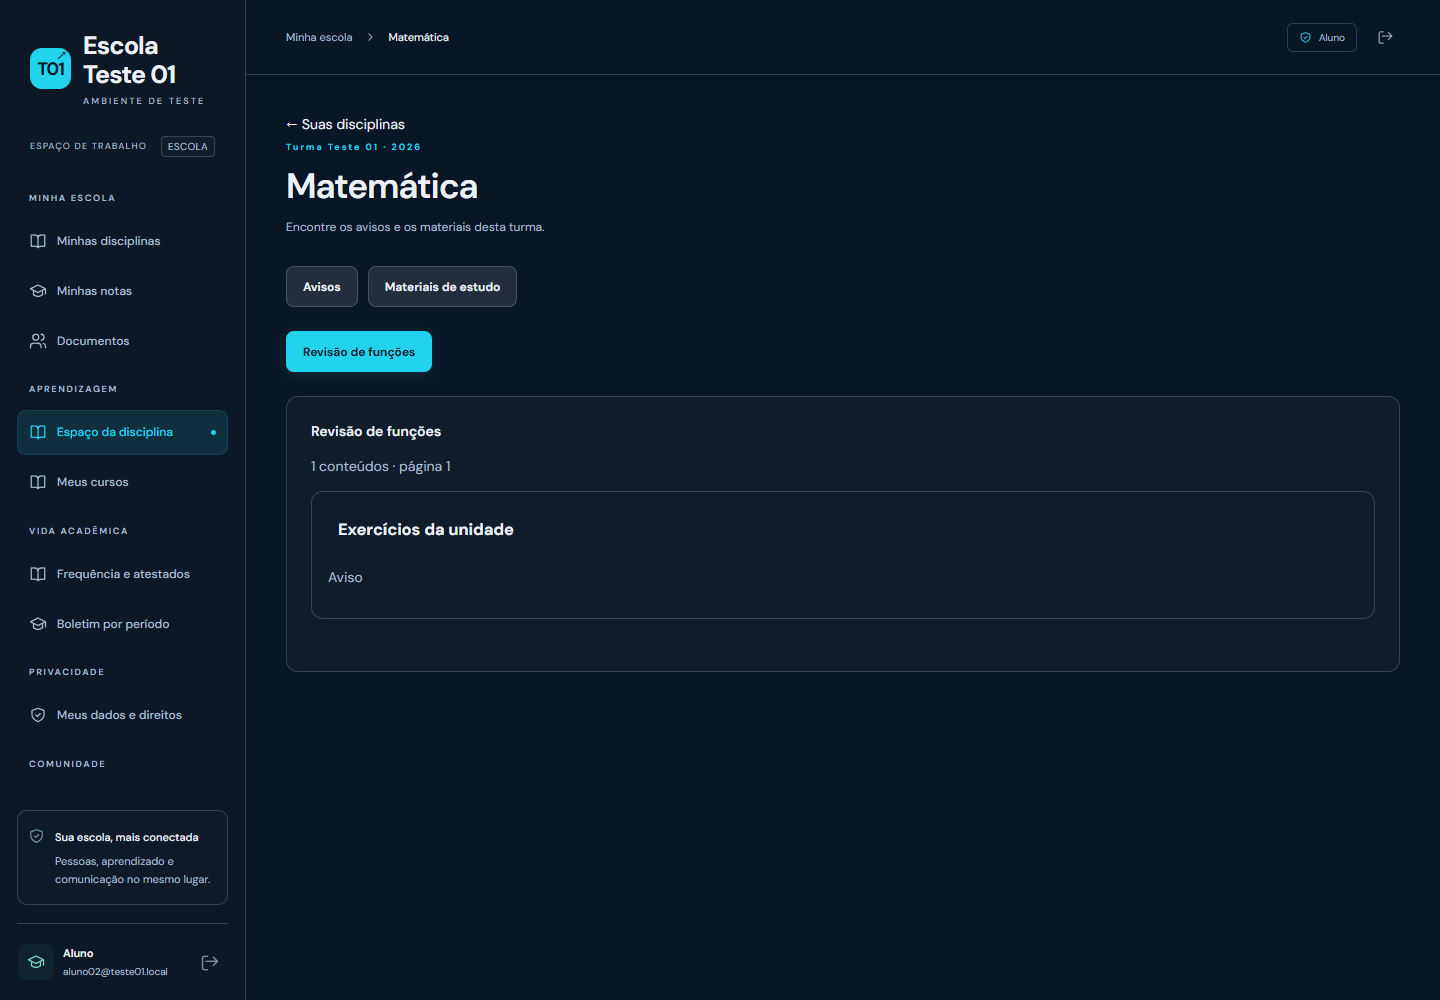 T01
Escola
Teste 01
AMBIENTE DE TESTE
ESPAÇO DE TRABALHO
ESCOLA
MINHA ESCOLA
Minhas disciplinas
Minhas notas
Documentos
APRENDIZAGEM
Espaço da disciplina
Meus cursos
VIDA ACADÊMICA
Frequência e atestados
Boletim por período
PRIVACIDADE
Meus dados e direitos
COMUNIDADE
Sua escola, mais conectada
Pessoas, aprendizado e
comunicação no mesmo lugar.
Aluno
aluno02@teste01.local
Minha escola > Matemática
Aluno
← Suas disciplinas
Turma Teste 01 · 2026
Matemática
Encontre os avisos e os materiais desta turma.
Avisos
Materiais de estudo
Revisão de funções
Revisão de funções
1 conteúdos · página 1
Exercícios da unidade
Aviso